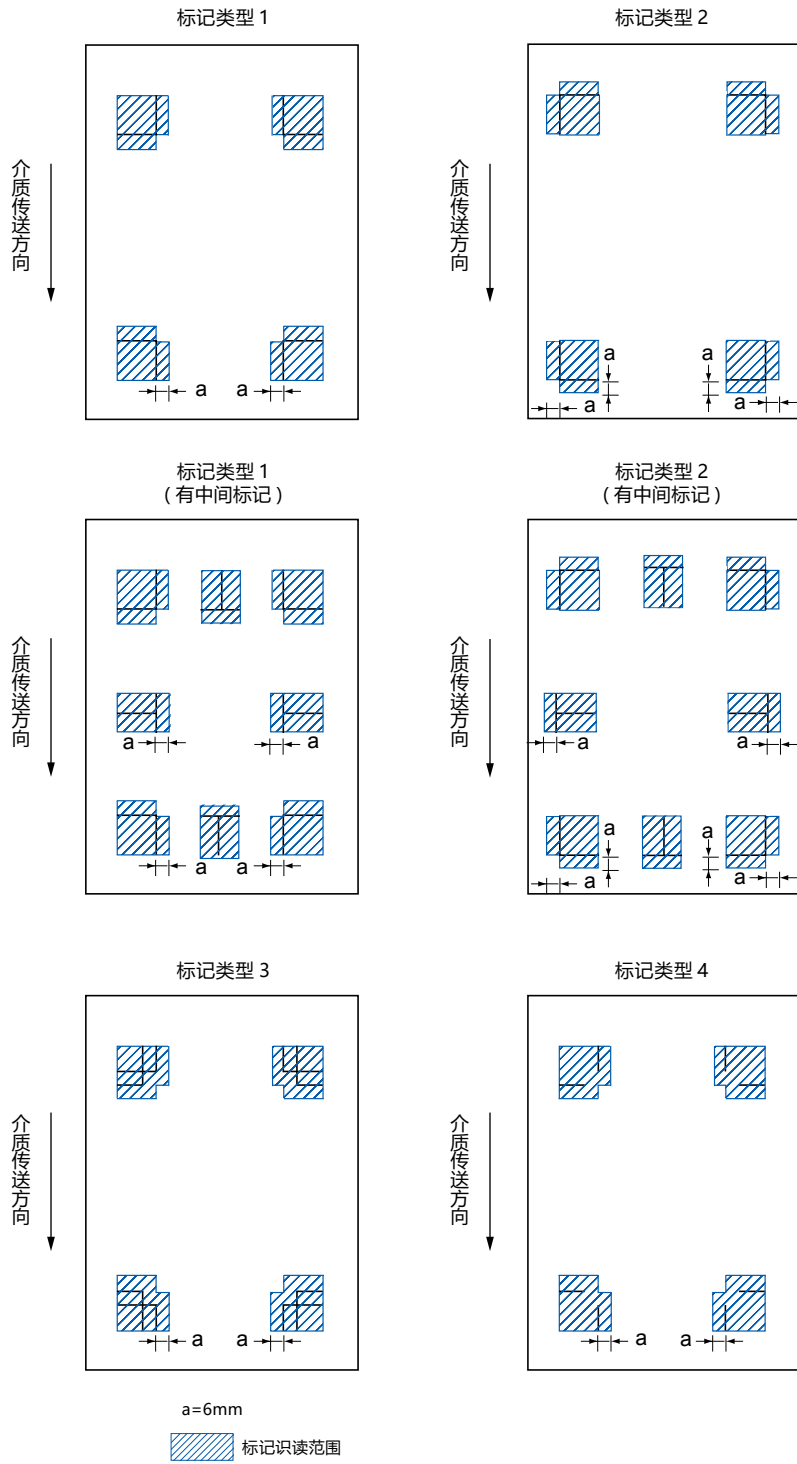 标记类型 1
标记类型 2
介质传送方向
介质传送方向
a
a
a
a
a
a
标记类型 1
( 有中间标记 )
标记类型 2
( 有中间标记 )
介质传送方向
介质传送方向
a
a
a
a
a
a
a
a
a
a
标记类型 3
标记类型 4
介质传送方向
介质传送方向
a
a
a
a
a=6mm
标记识读范围